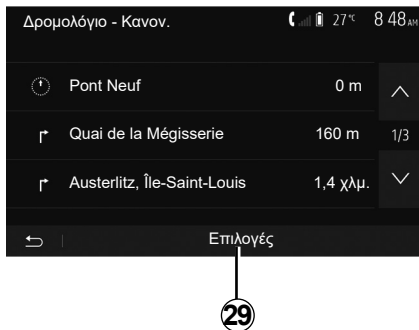 Δρομολόγιο - Κανον. 27°C 8 48 AM
Pont Neuf 0 m
Quai de la Mégisserie 160 m 1/3
Austerlitz, Île-Saint-Louis 1,4 χλμ.
Επιλογές
29